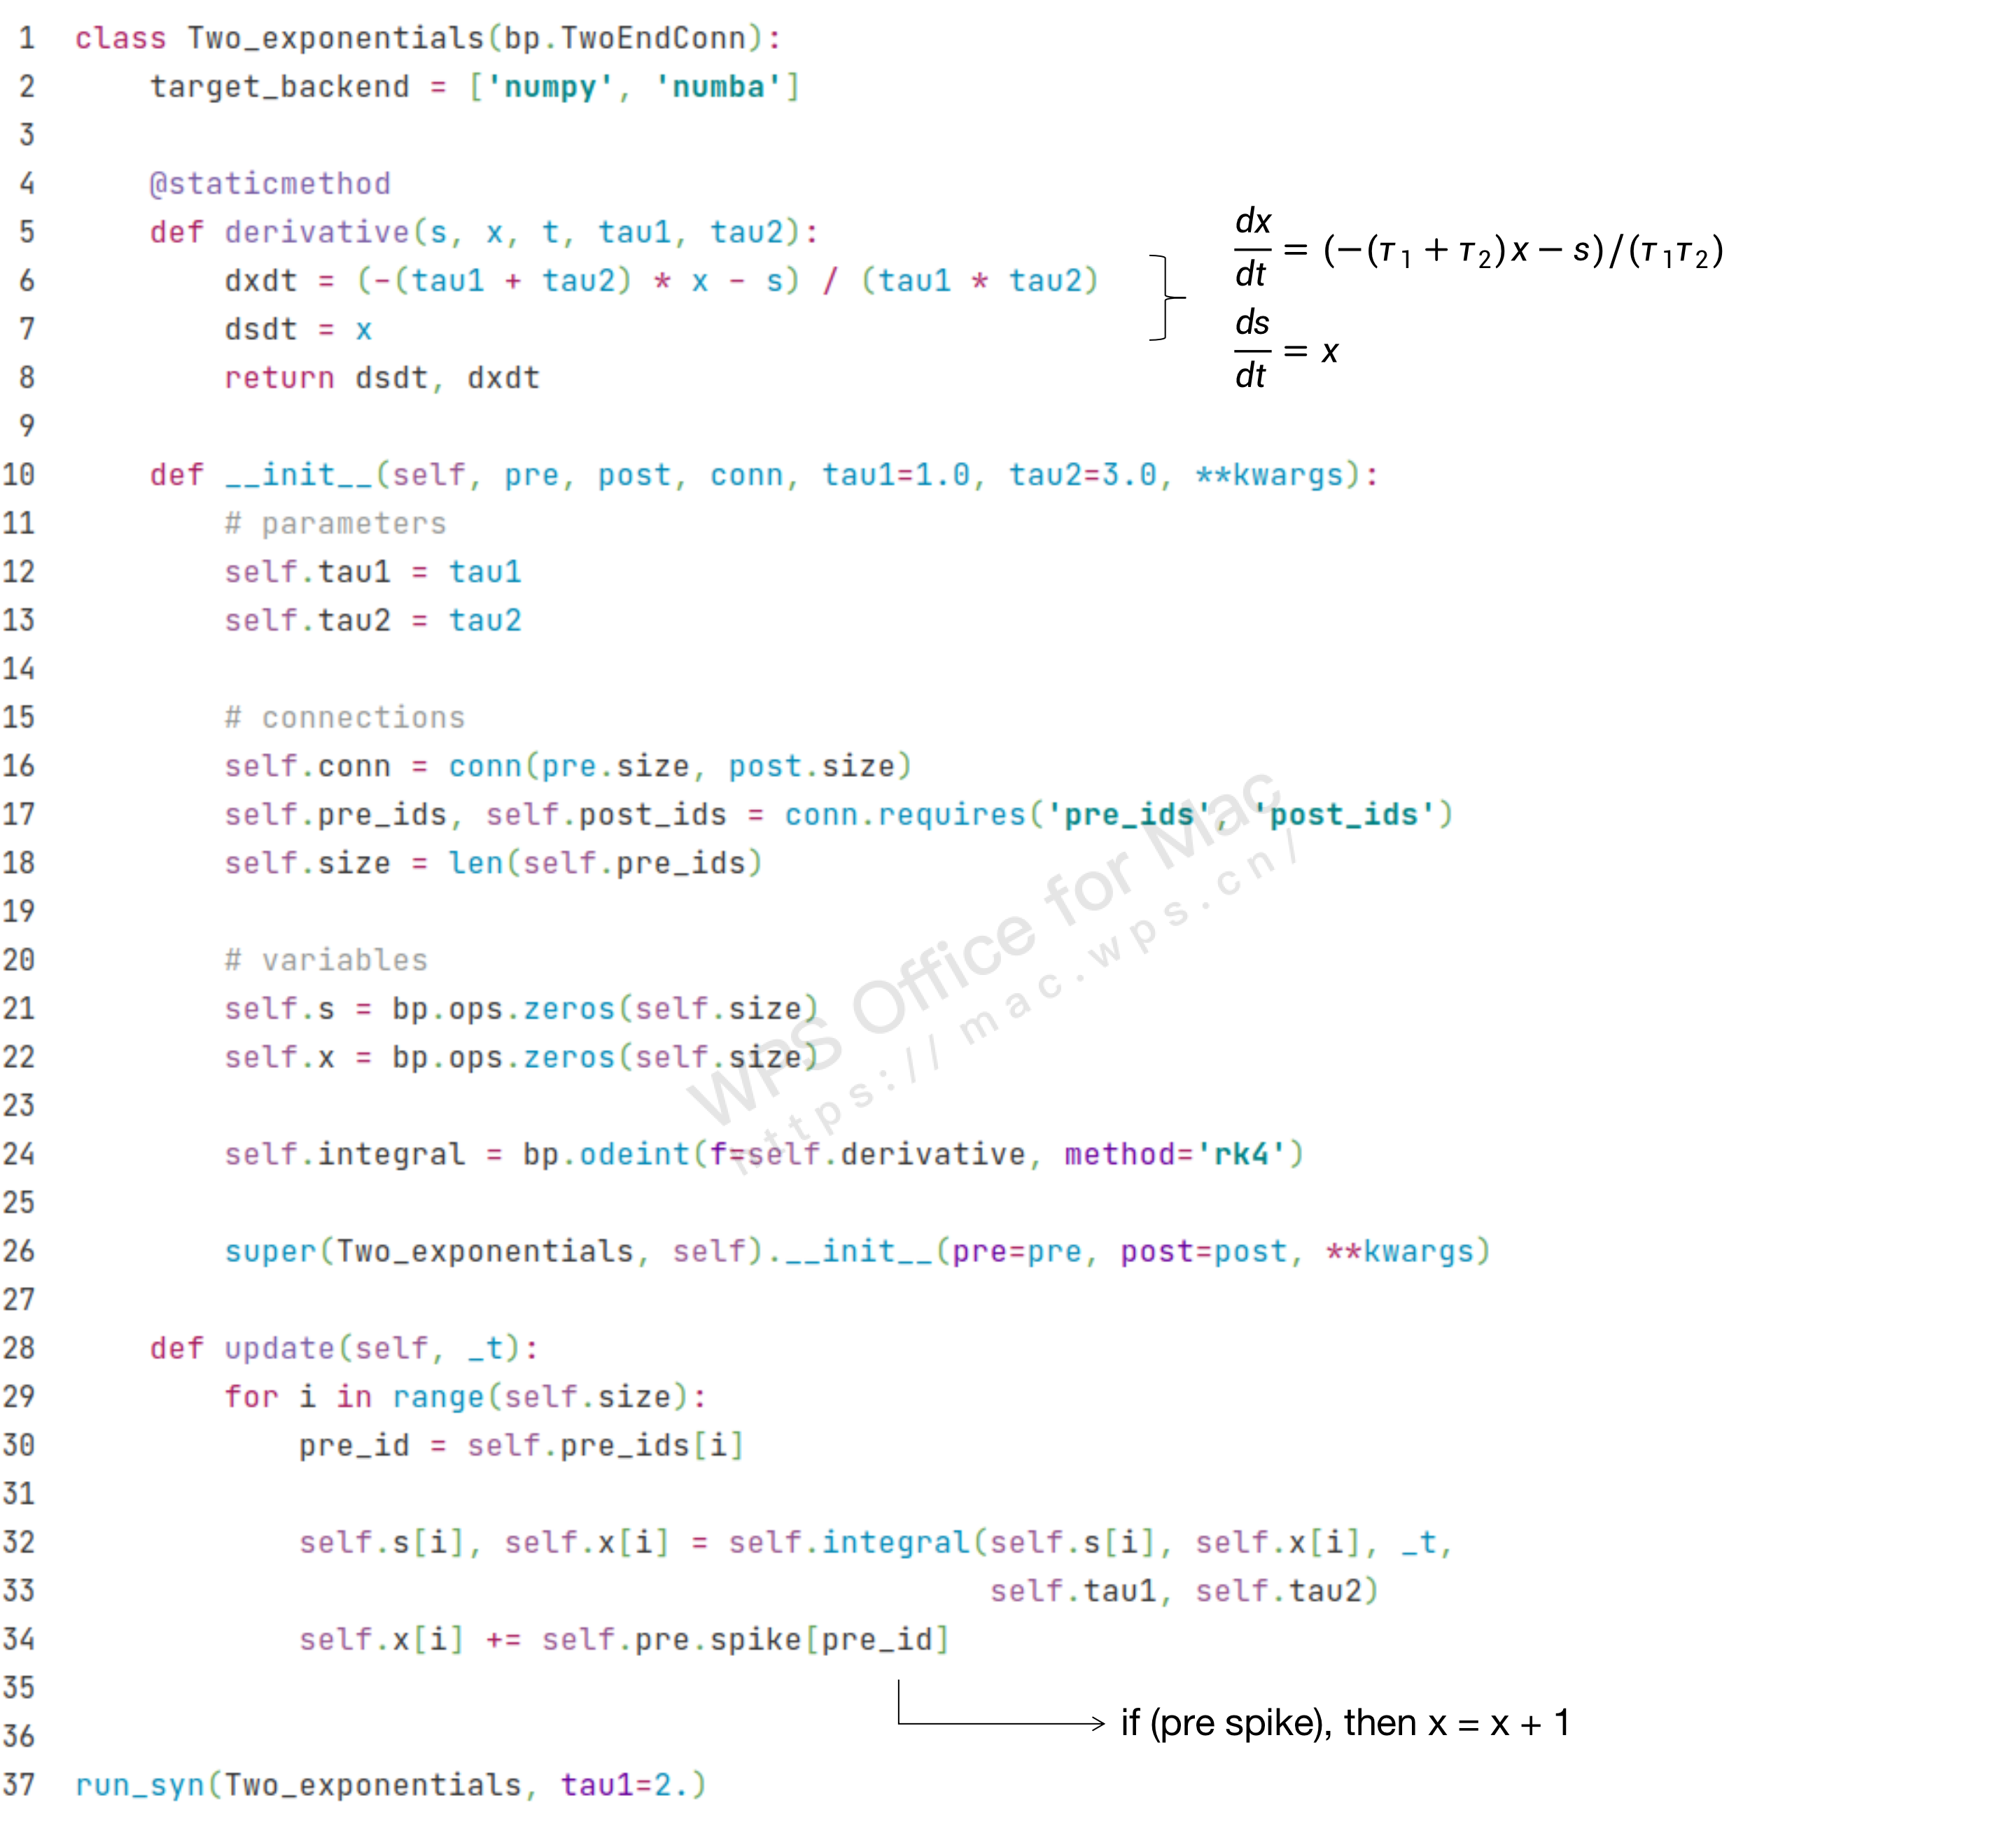 1 class Two_exponentials(bp.TwoEndConn):
2     target_backend = ['numpy', 'numba']
3
4     @staticmethod
5     def derivative(s, x, t, tau1, tau2):
6         dxdt = (-(tau1 + tau2) * x - s) / (tau1 * tau2)
7         dsdt = x
8         return dsdt, dxdt
dx/dt = (−(τ₁ + τ₂)x − s)/(τ₁τ₂)
ds/dt = x
9
10     def __init__(self, pre, post, conn, tau1=1.0, tau2=3.0, **kwargs):
11         # parameters
12         self.tau1 = tau1
13         self.tau2 = tau2
14
15         # connections
16         self.conn = conn(pre.size, post.size)
17         self.pre_ids, self.post_ids = conn.requires('pre_ids', 'post_ids')
18         self.size = len(self.pre_ids)
19
20         # variables
21         self.s = bp.ops.zeros(self.size)
22         self.x = bp.ops.zeros(self.size)
23
24         self.integral = bp.odeint(f=self.derivative, method='rk4')
25
26         super(Two_exponentials, self).__init__(pre=pre, post=post, **kwargs)
27
28     def update(self, _t):
29         for i in range(self.size):
30             pre_id = self.pre_ids[i]
31
32             self.s[i], self.x[i] = self.integral(self.s[i], self.x[i], _t,
33                                                  self.tau1, self.tau2)
34             self.x[i] += self.pre.spike[pre_id]
35
if (pre spike), then x = x + 1
36
37 run_syn(Two_exponentials, tau1=2.)
WPS Office for Mac
https://mac.wps.cn/